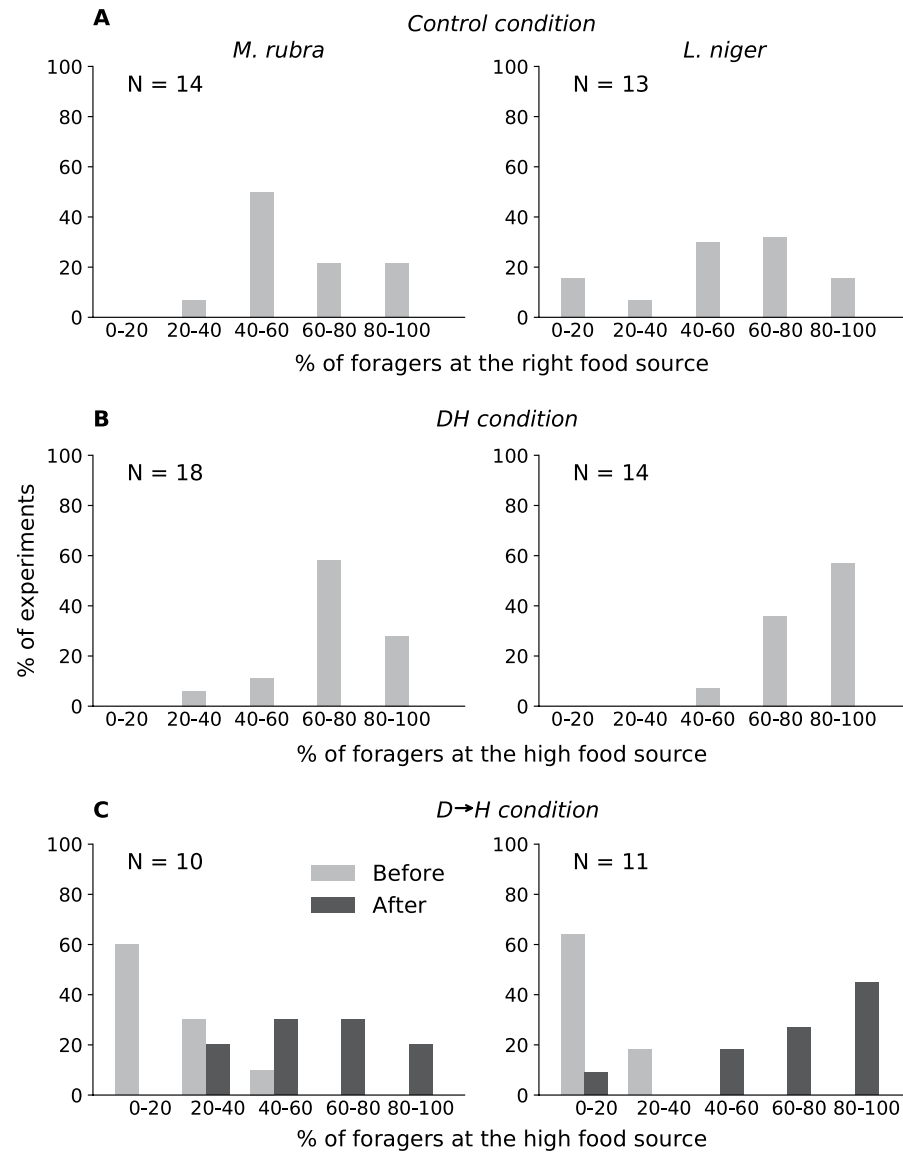 A
Control condition
M. rubra
L. niger
100
80
60
40
20
0
N = 14
0-20 20-40 40-60 60-80 80-100
100
80
60
40
20
0
N = 13
0-20 20-40 40-60 60-80 80-100
% of foragers at the right food source
B
DH condition
% of experiments
100
80
60
40
20
0
N = 18
0-20 20-40 40-60 60-80 80-100
100
80
60
40
20
0
N = 14
0-20 20-40 40-60 60-80 80-100
% of foragers at the high food source
C
D→H condition
100
80
60
40
20
0
N = 10
Before
After
0-20 20-40 40-60 60-80 80-100
100
80
60
40
20
0
N = 11
0-20 20-40 40-60 60-80 80-100
% of foragers at the high food source